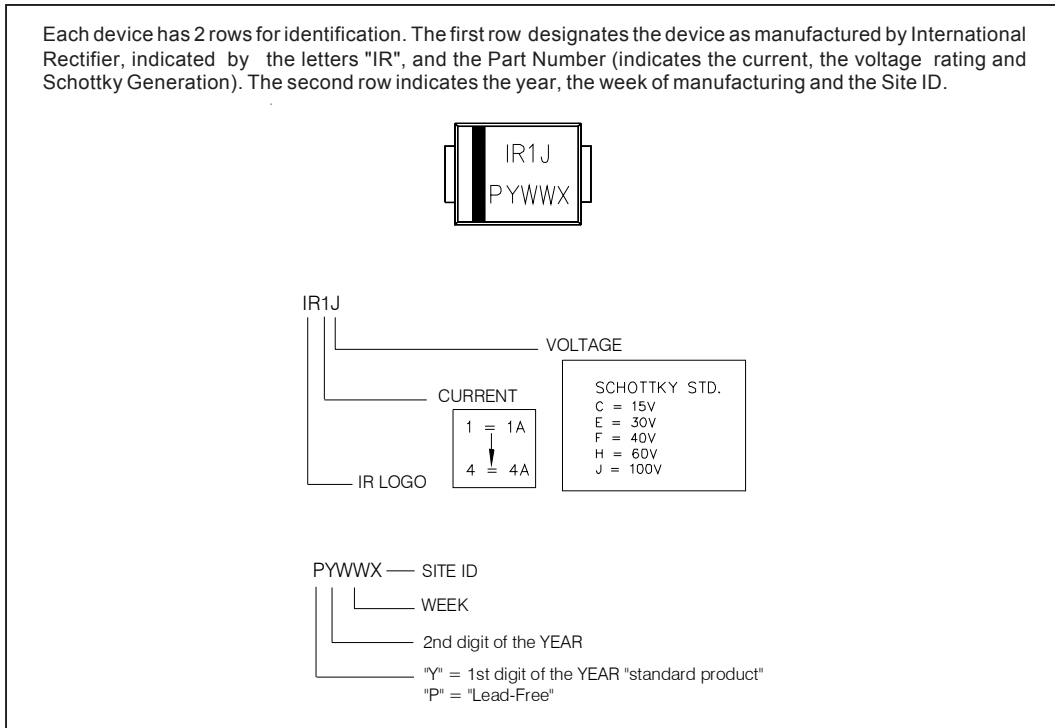 Each device has 2 rows for identification. The first row designates the device as manufactured by International
Rectifier, indicated by the letters "IR", and the Part Number (indicates the current, the voltage rating and
Schottky Generation). The second row indicates the year, the week of manufacturing and the Site ID.
IR1J
PYWWX
IR1J
VOLTAGE
SCHOTTKY STD.
C = 15V
E = 30V
F = 40V
H = 60V
J = 100V
CURRENT
1 = 1A
4 = 4A
IR LOGO
PYWWX
SITE ID
WEEK
2nd digit of the YEAR
"Y" = 1st digit of the YEAR "standard product"
"P" = "Lead-Free"